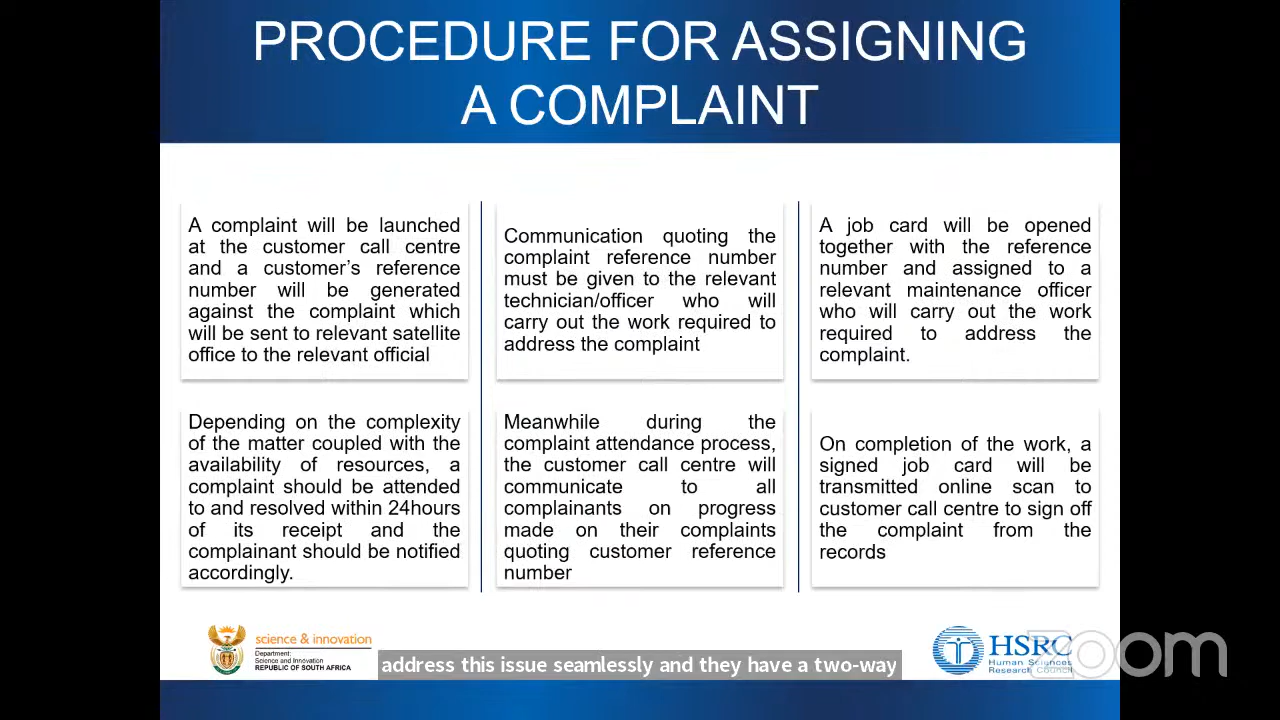 PROCEDURE FOR ASSIGNING
A COMPLAINT
A complaint will be launched
at the customer call centre
and a customer’s reference
number will be generated
against the complaint which
will be sent to relevant satellite
office to the relevant official
Communication quoting the
complaint reference number
must be given to the relevant
technician/officer who will
carry out the work required to
address the complaint
A job card will be opened
together with the reference
number and assigned to a
relevant maintenance officer
who will carry out the work
required to address the
complaint.
Depending on the complexity
of the matter coupled with the
availability of resources, a
complaint should be attended
to and resolved within 24hours
of its receipt and the
complainant should be notified
accordingly.
Meanwhile during the
complaint attendance process,
the customer call centre will
communicate to all
complainants on progress
made on their complaints
quoting customer reference
number
On completion of the work, a
signed job card will be
transmitted online scan to
customer call centre to sign off
the complaint from the
records
science & innovation
Department:
Science and Innovation
REPUBLIC OF SOUTH AFRICA
address this issue seamlessly and they have a two-way
HSRC
Human Sciences
Research Council
zoom